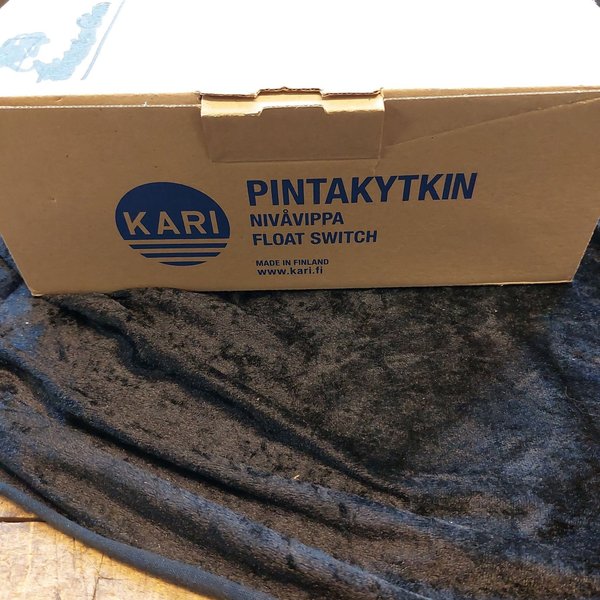 KARI
PINTAKYTKIN
NIVÅVIPPA
FLOAT SWITCH
MADE IN FINLAND
www.kari.fi